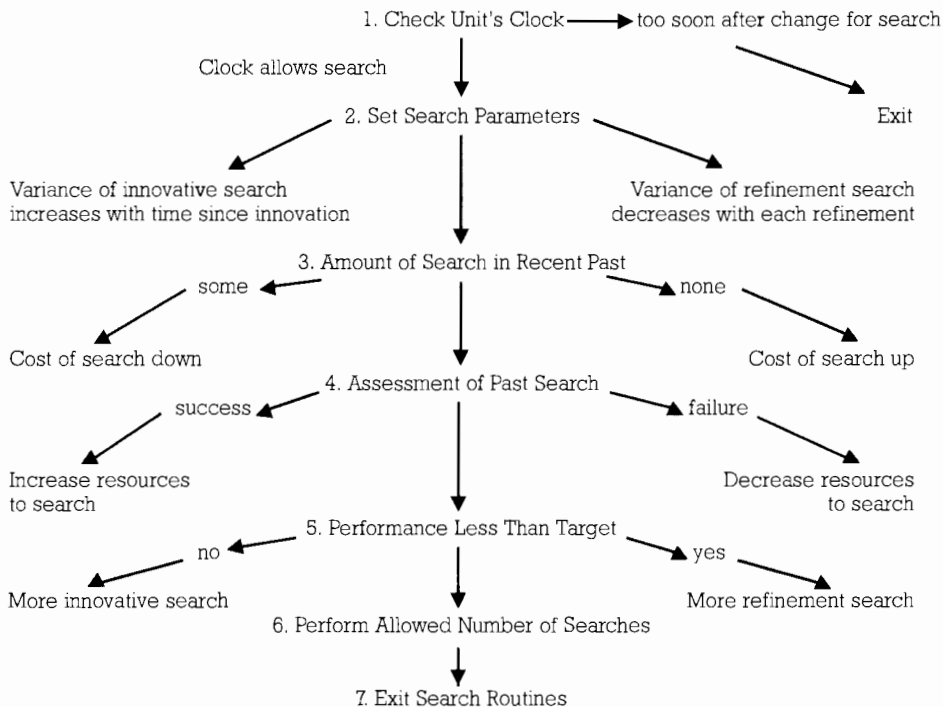 1. Check Unit's Clock
too soon after change for search
Clock allows search
Exit
2. Set Search Parameters
Variance of innovative search
increases with time since innovation
Variance of refinement search
decreases with each refinement
3. Amount of Search in Recent Past
some
none
Cost of search down
Cost of search up
4. Assessment of Past Search
success
failure
Increase resources
to search
Decrease resources
to search
5. Performance Less Than Target
no
yes
More innovative search
More refinement search
6. Perform Allowed Number of Searches
7. Exit Search Routines